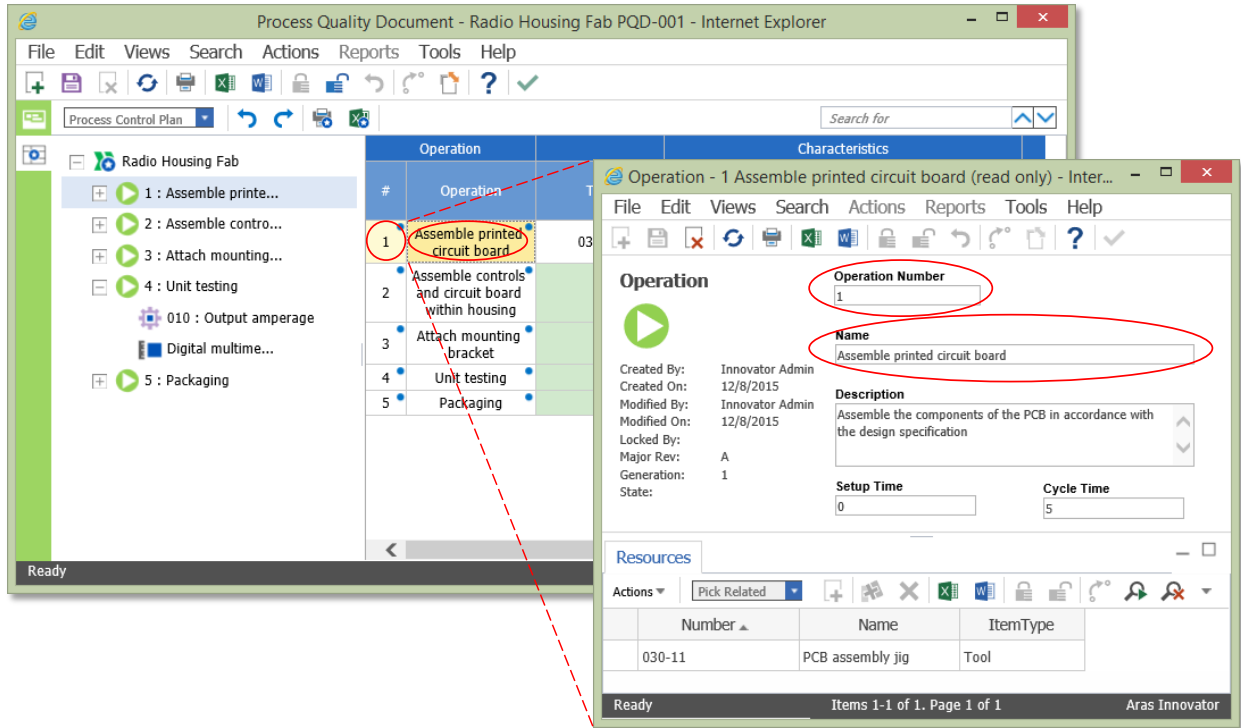 Process Quality Document - Radio Housing Fab PQD-001 - Internet Explorer
File Edit Views Search Actions Reports Tools Help
Process Control Plan
Search for
Radio Housing Fab
1 : Assemble printe...
2 : Assemble contro...
3 : Attach mounting...
4 : Unit testing
010 : Output amperage
Digital multime...
5 : Packaging
Operation
Characteristics
#
Operation
T
1
Assemble printed
circuit board
03
2
Assemble controls
and circuit board
within housing
3
Attach mounting
bracket
4
Unit testing
5
Packaging
Ready
Operation - 1 Assemble printed circuit board (read only) - Inter...
File Edit Views Search Actions Reports Tools Help
Operation
Operation Number
1
Name
Assemble printed circuit board
Created By: Innovator Admin
Created On: 12/8/2015
Modified By: Innovator Admin
Modified On: 12/8/2015
Locked By:
Major Rev: A
Generation: 1
State:
Description
Assemble the components of the PCB in accordance with
the design specification
Setup Time
0
Cycle Time
5
Resources
Actions
Pick Related
Number Name ItemType
030-11 PCB assembly jig Tool
Ready Items 1-1 of 1. Page 1 of 1 Aras Innovator